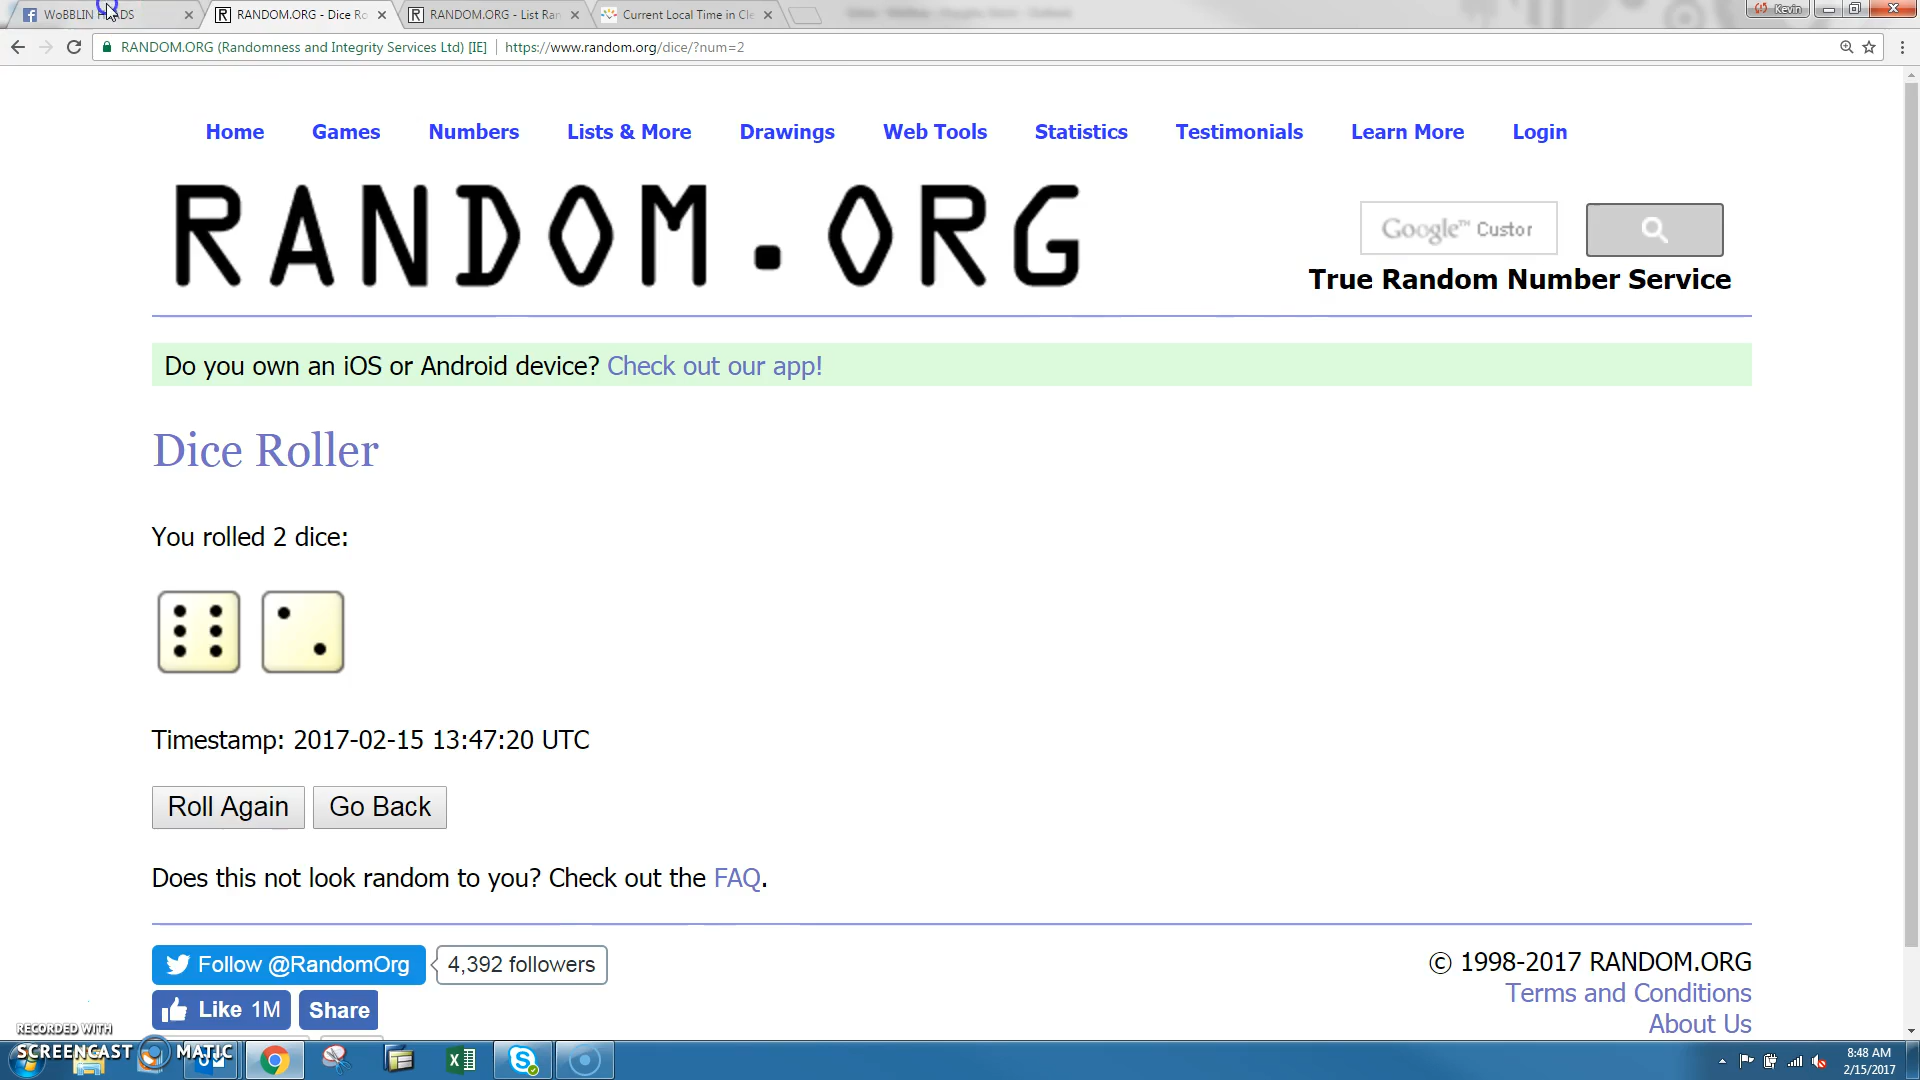 WoBBLIN H DS
RANDOM.ORG - Dice Ro
RANDOM.ORG - List Ran
Current Local Time in Cle
Kevin
RANDOM.ORG (Randomness and Integrity Services Ltd) [IE]
https://www.random.org/dice/?num=2
Home Games Numbers Lists & More Drawings Web Tools Statistics Testimonials Learn More Login
RANDOM.ORG
Google™ Custor
True Random Number Service
Do you own an iOS or Android device? Check out our app!
Dice Roller
You rolled 2 dice:
Timestamp: 2017-02-15 13:47:20 UTC
Roll Again Go Back
Does this not look random to you? Check out the FAQ.
Follow @RandomOrg 4,392 followers
© 1998-2017 RANDOM.ORG
Terms and Conditions
Like 1M Share
About Us
RECORDED WITH
SCREENCAST MATIC
8:48 AM
2/15/2017